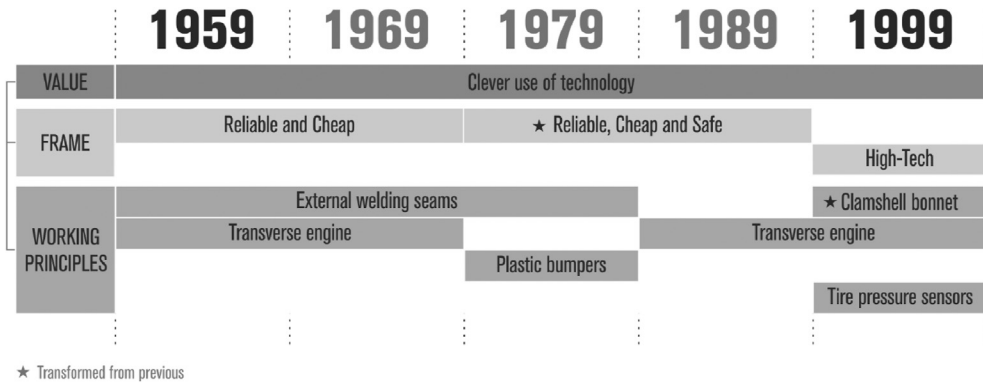 1959 1969 1979 1989 1999
VALUE Clever use of technology
FRAME
Reliable and Cheap ★ Reliable, Cheap and Safe
High-Tech
WORKING
PRINCIPLES
External welding seams ★ Clamshell bonnet
Transverse engine Transverse engine
Plastic bumpers
Tire pressure sensors
★ Transformed from previous